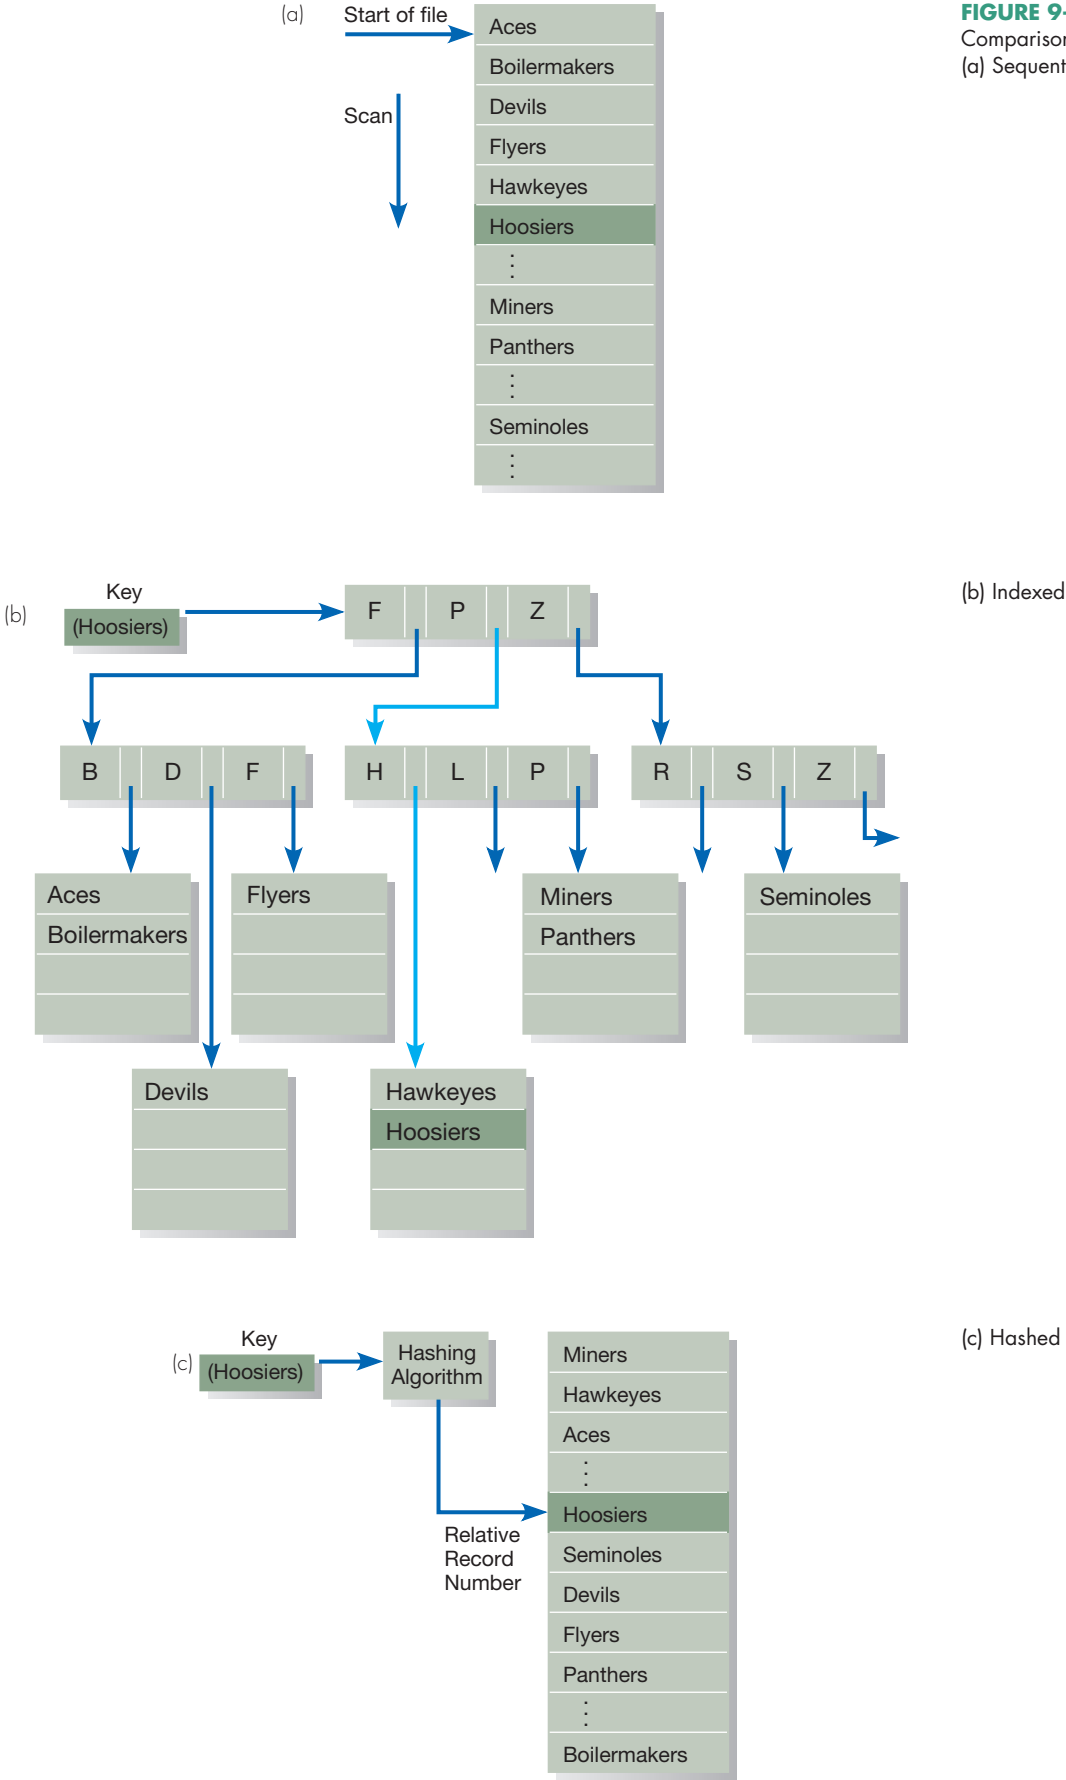 (a)
Start of file
Scan
Aces
Boilermakers
Devils
Flyers
Hawkeyes
Hoosiers
Miners
Panthers
Seminoles
FIGURE 9-
Comparison
(a) Sequent
(b)
Key
(Hoosiers)
F P Z
B D F
H L P
R S Z
Aces
Boilermakers
Flyers
Miners
Panthers
Seminoles
Devils
Hawkeyes
Hoosiers
(b) Indexed
(c)
Key
(Hoosiers)
Hashing
Algorithm
Relative
Record
Number
Miners
Hawkeyes
Aces
Hoosiers
Seminoles
Devils
Flyers
Panthers
Boilermakers
(c) Hashed